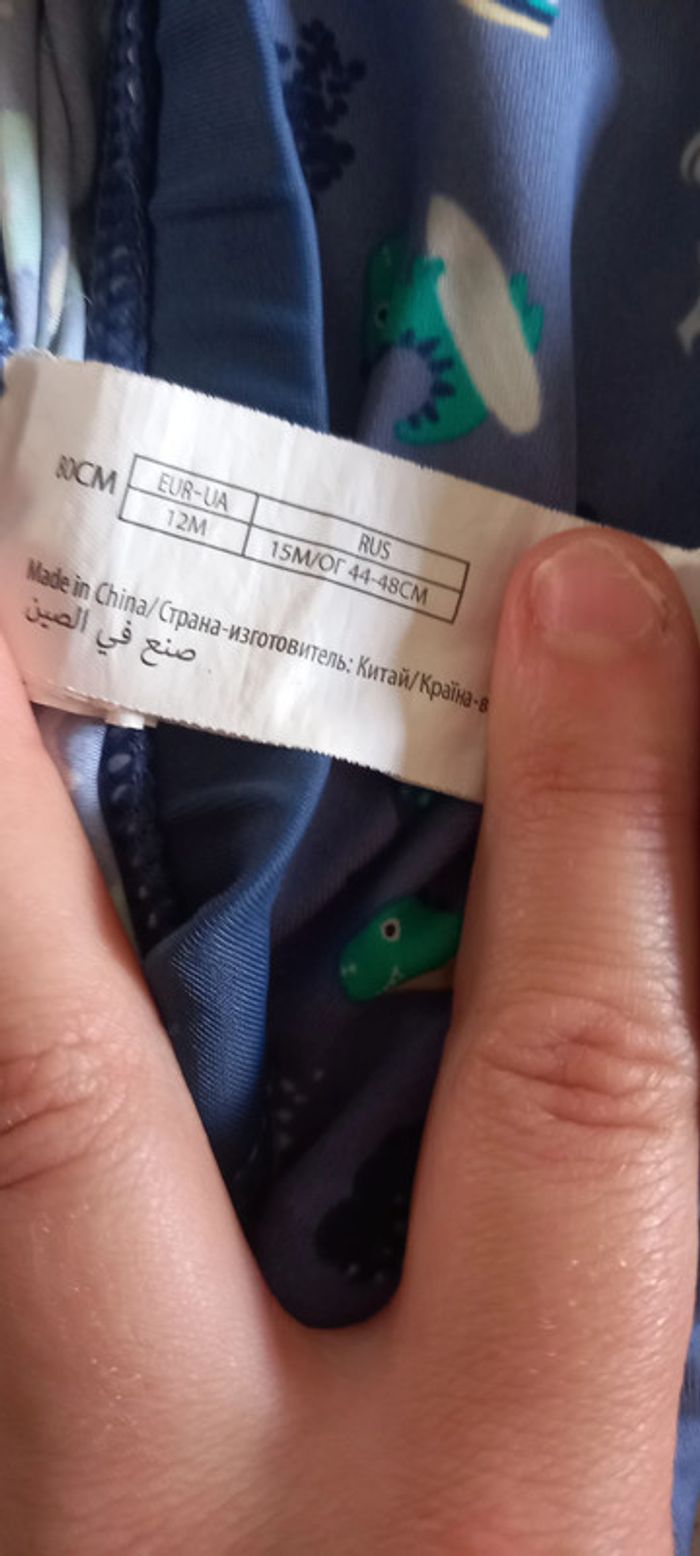 80CM
EUR-UA RUS
12M 15M/ОГ 44-48CM
Made in China/Страна-изготовитель: Китай/Країна-в
صنع في الصين